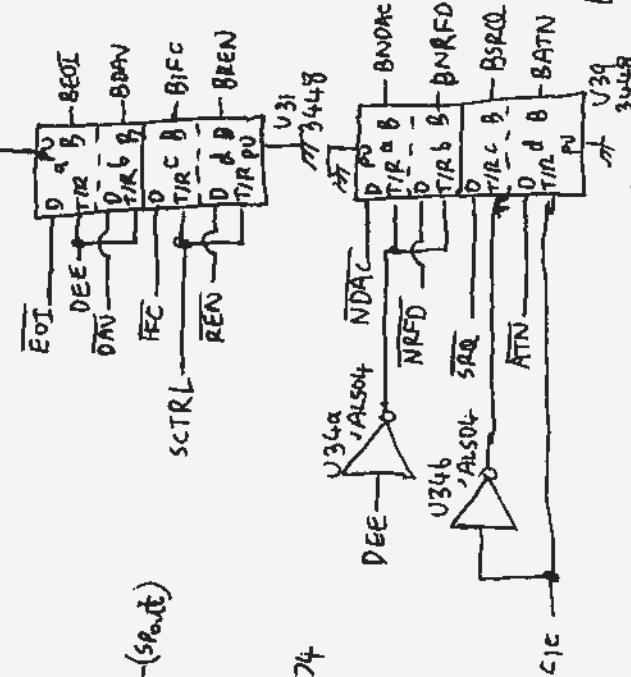 BEOI
BDAV
BIFC
BREN
PU
D a B
T/R
D
T/R b B
D
T/R c B
D d B
T/R PU
U31
3448
EOI
DEE
DAV
IFC
SCTRL
REN
BNDAC
BNRFD
BSRQ
BATN
PU
D a B
T/R
D
T/R b B
D
T/R c B
D d B
T/R
PU
U39
3448
NDAC
NRFD
SRQ
ATN
U34a
'ALS04
DEE
U34b
'ALS04
CIC
-(SPout)
74